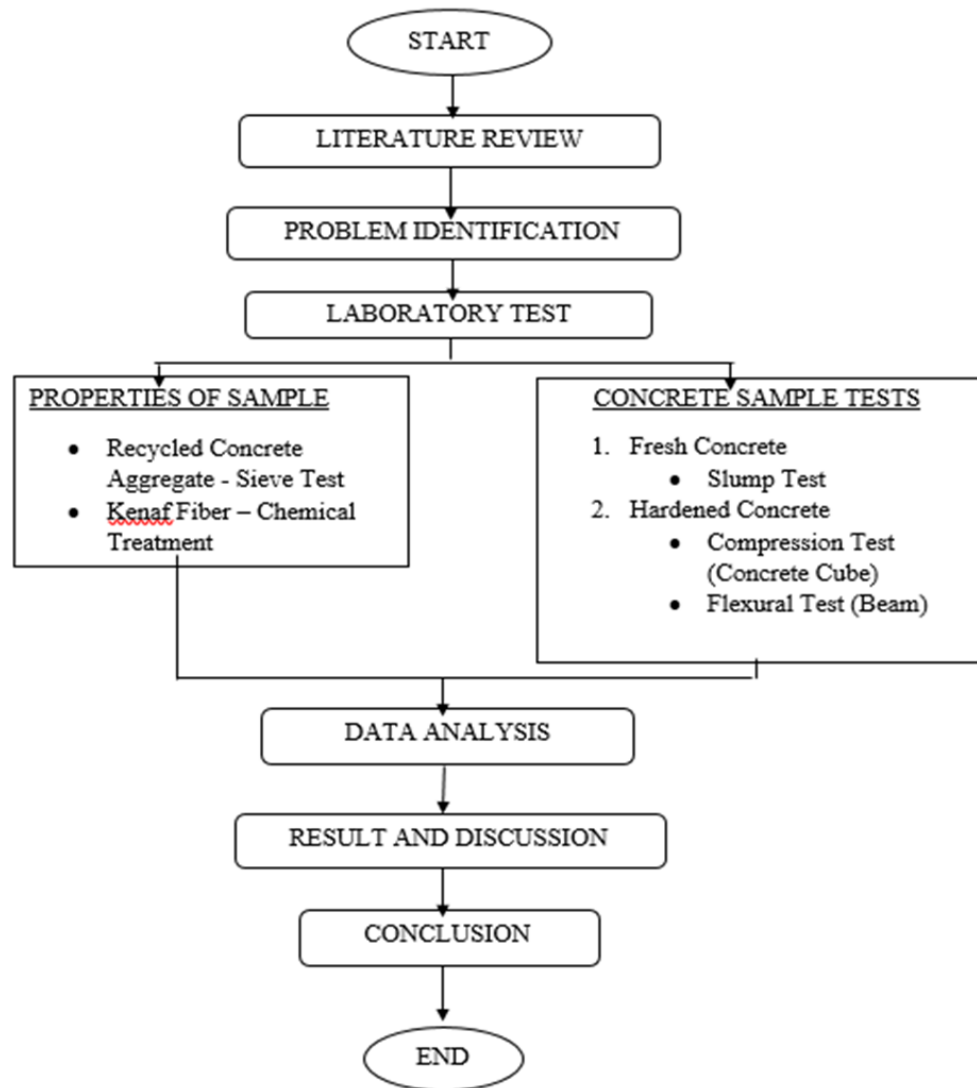 START
LITERATURE REVIEW
PROBLEM IDENTIFICATION
LABORATORY TEST
PROPERTIES OF SAMPLE
• Recycled Concrete
Aggregate - Sieve Test
• Kenaf Fiber – Chemical
Treatment
CONCRETE SAMPLE TESTS
1. Fresh Concrete
• Slump Test
2. Hardened Concrete
• Compression Test
(Concrete Cube)
• Flexural Test (Beam)
DATA ANALYSIS
RESULT AND DISCUSSION
CONCLUSION
END